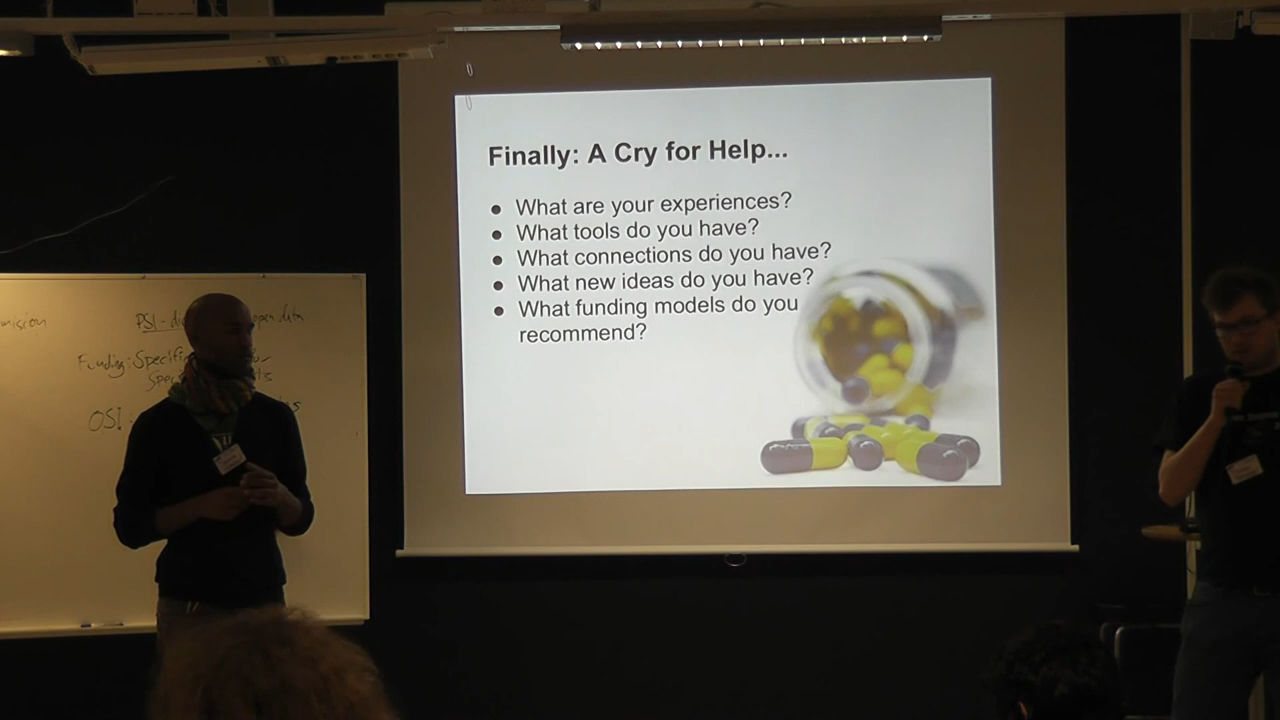 Finally: A Cry for Help...
● What are your experiences?
● What tools do you have?
● What connections do you have?
● What new ideas do you have?
● What funding models do you
recommend?
PSI - open data
Funding:
OSI